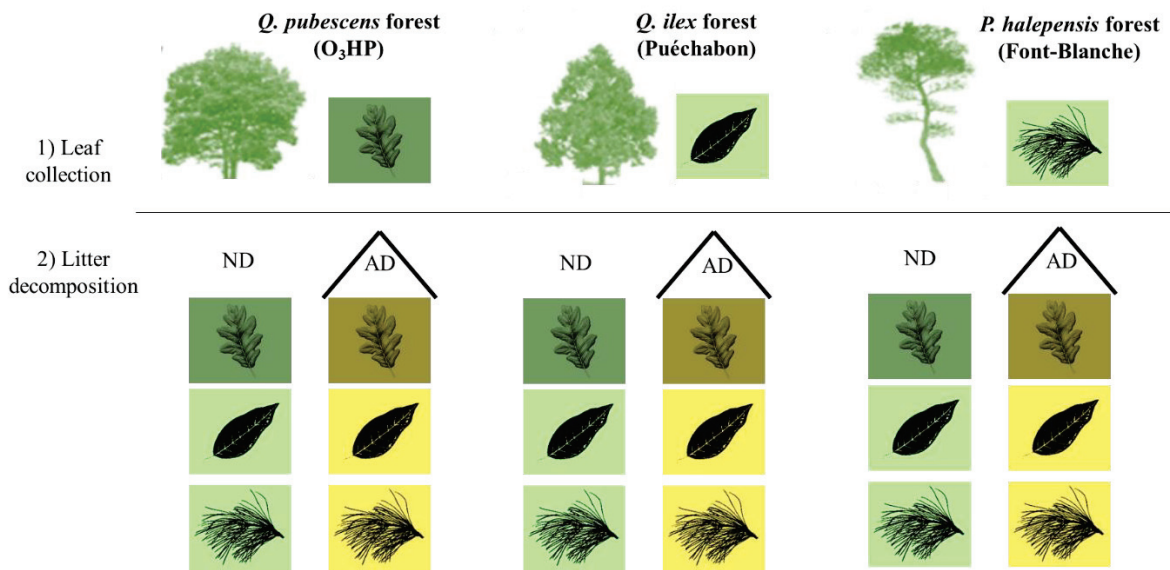 Q. pubescens forest
(O₃HP)
Q. ilex forest
(Puéchabon)
P. halepensis forest
(Font-Blanche)
1) Leaf
collection
2) Litter
decomposition
ND
AD
ND
AD
ND
AD